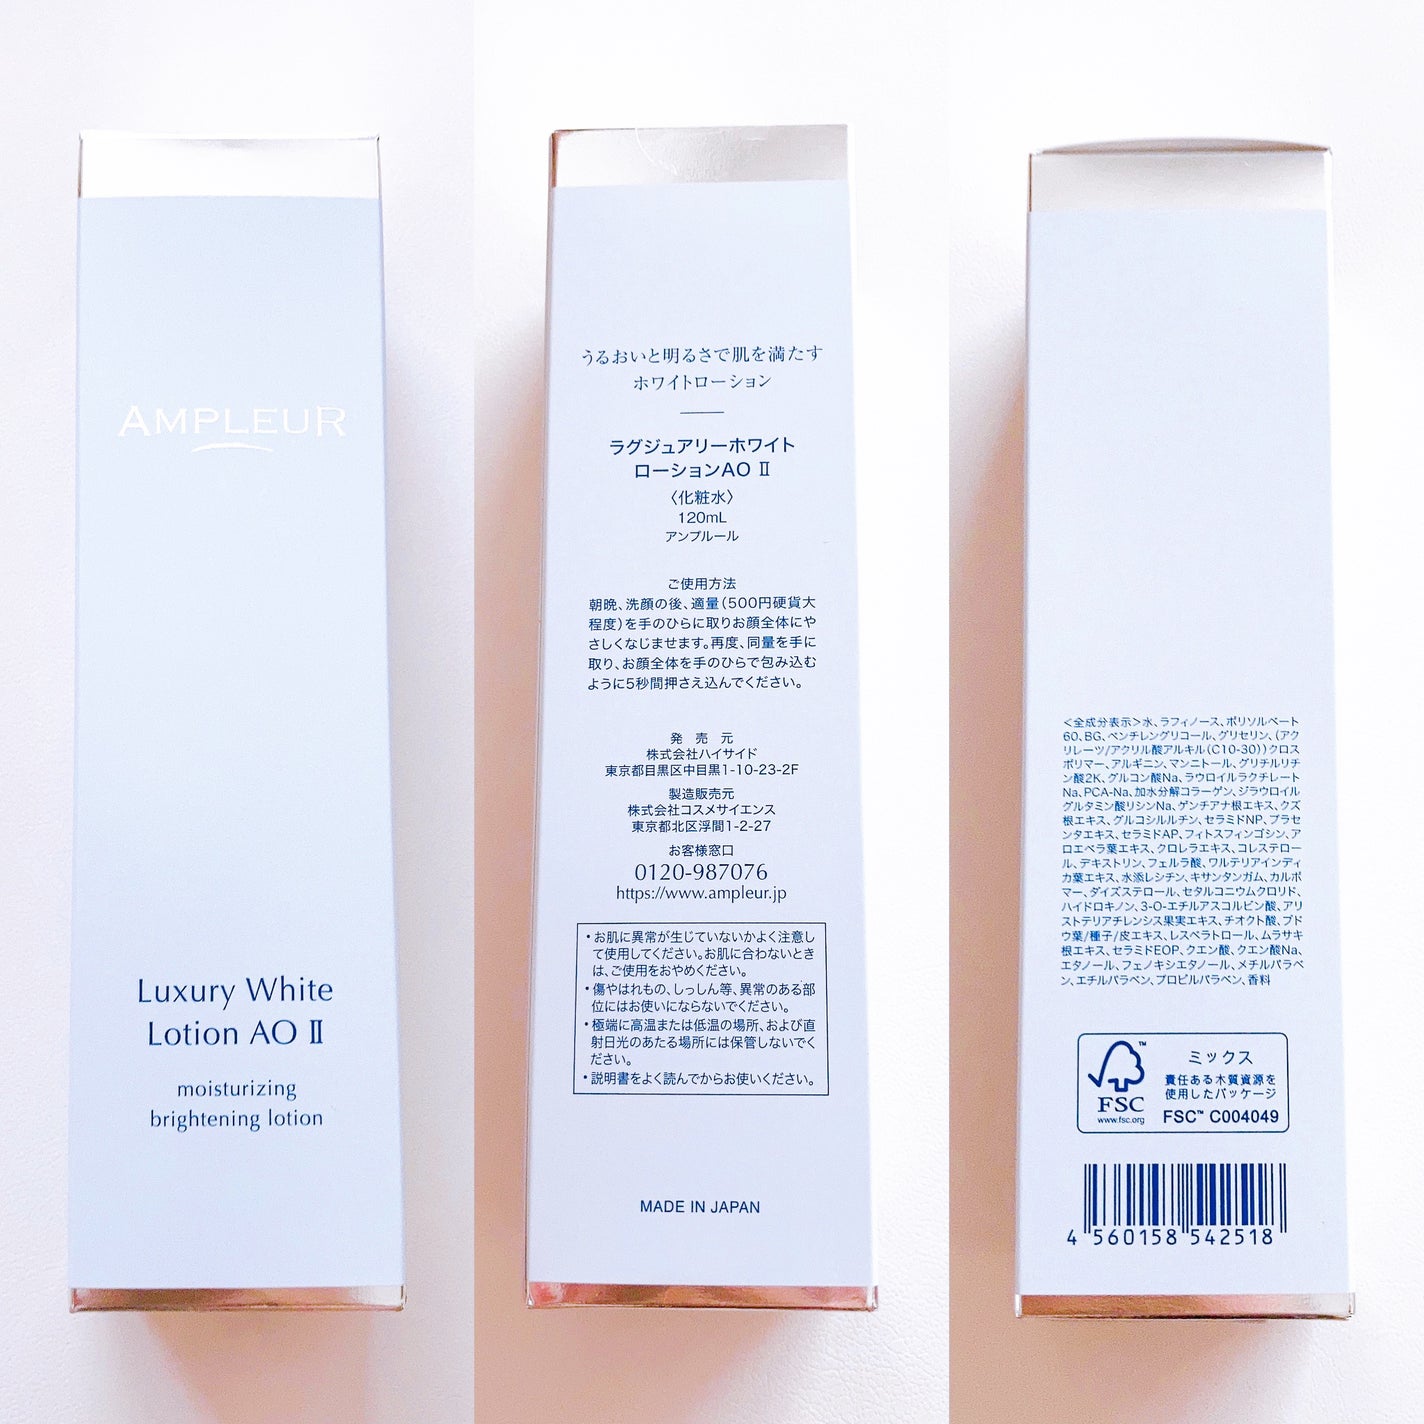 AMPLEUR
Luxury White
Lotion AO II
moisturizing
brightening lotion
うるおいと明るさで肌を満たす
ホワイトローション
ラグジュアリーホワイト
ローションAO II
〈化粧水〉
120mL
アンプルール
ご使用方法
朝晩、洗顔の後、適量（500円硬貨大
程度）を手のひらに取りお顔全体にや
さしくなじませます。再度、同量を手に
取り、お顔全体を手のひらで包み込む
ように5秒間押さえ込んでください。
発 売 元
株式会社ハイサイド
東京都目黒区中目黒1-10-23-2F
製造販売元
株式会社コスメサイエンス
東京都北区浮間1-2-27
お客様窓口
0120-987076
https://www.ampleur.jp
・お肌に異常が生じていないかよく注意し
て使用してください。お肌に合わないとき
は、ご使用をおやめください。
・傷やはれもの、しっしん等、異常のある部
位にはお使いにならないでください。
・極端に高温または低温の場所、および直
射日光のあたる場所には保管しないでく
ださい。
・説明書をよく読んでからお使いください。
MADE IN JAPAN
＜全成分表示＞水、ラフィノース、ポリソルベート
60、BG、ペンチレングリコール、グリセリン、（アク
リレーツ/アクリル酸アルキル（C10-30））クロス
ポリマー、アルギニン、マンニトール、グリチルリチ
ン酸2K、グルコン酸Na、ラウロイルラクチレート
Na、PCA-Na、加水分解コラーゲン、ジラウロイル
グルタミン酸リシンNa、ゲンチアナ根エキス、クズ
根エキス、グルコシルルチン、セラミドNP、プラセ
ンタエキス、セラミドAP、フィトスフィンゴシン、ア
ロエベラ葉エキス、クロレラエキス、コレステロー
ル、デキストリン、フェルラ酸、ワルテリアインディ
カ葉エキス、水添レシチン、キサンタンガム、カルボ
マー、ダイズステロール、セタルコニウムクロリド、
ハイドロキノン、3-O-エチルアスコルビン酸、アリ
ストテリアチレンシス果実エキス、チオクト酸、ブド
ウ葉/種子/皮エキス、レスベラトロール、ムラサキ
根エキス、セラミドEOP、クエン酸、クエン酸Na、
エタノール、フェノキシエタノール、メチルパラベ
ン、エチルパラベン、プロピルパラベン、香料
FSC
www.fsc.org
ミックス
責任ある木質資源を
使用したパッケージ
FSC™ C004049
4 560158 542518